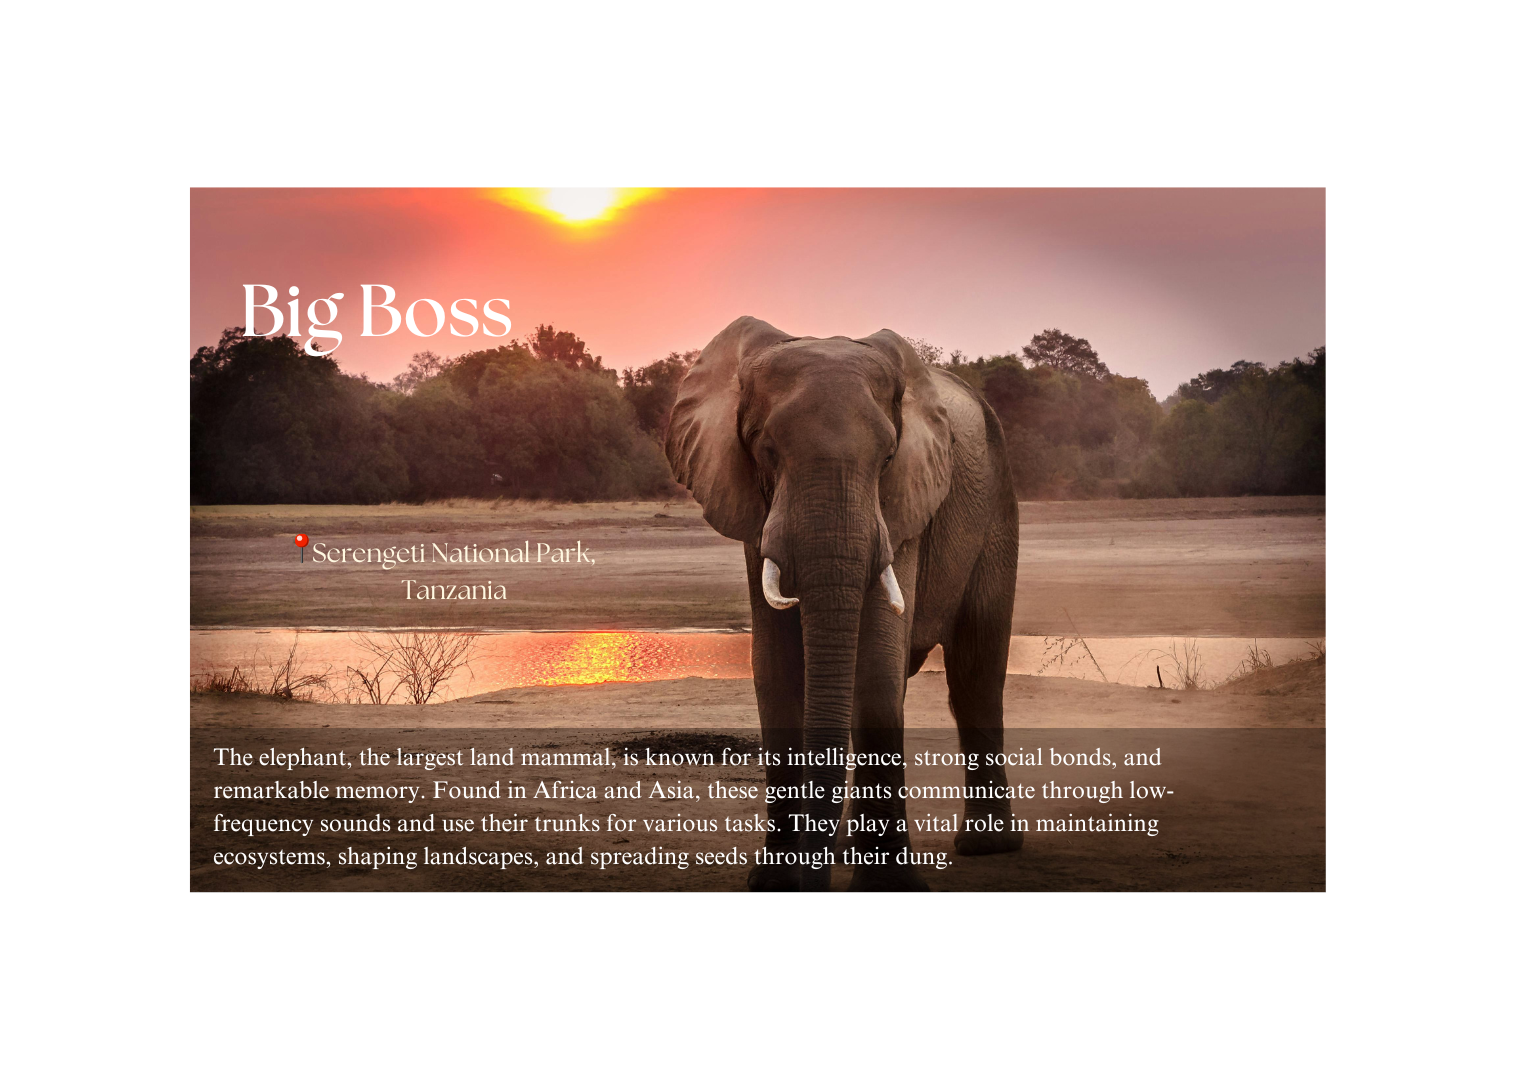 Big Boss
📍Serengeti National Park,
Tanzania
The elephant, the largest land mammal, is known for its intelligence, strong social bonds, and
remarkable memory. Found in Africa and Asia, these gentle giants communicate through low-
frequency sounds and use their trunks for various tasks. They play a vital role in maintaining
ecosystems, shaping landscapes, and spreading seeds through their dung.